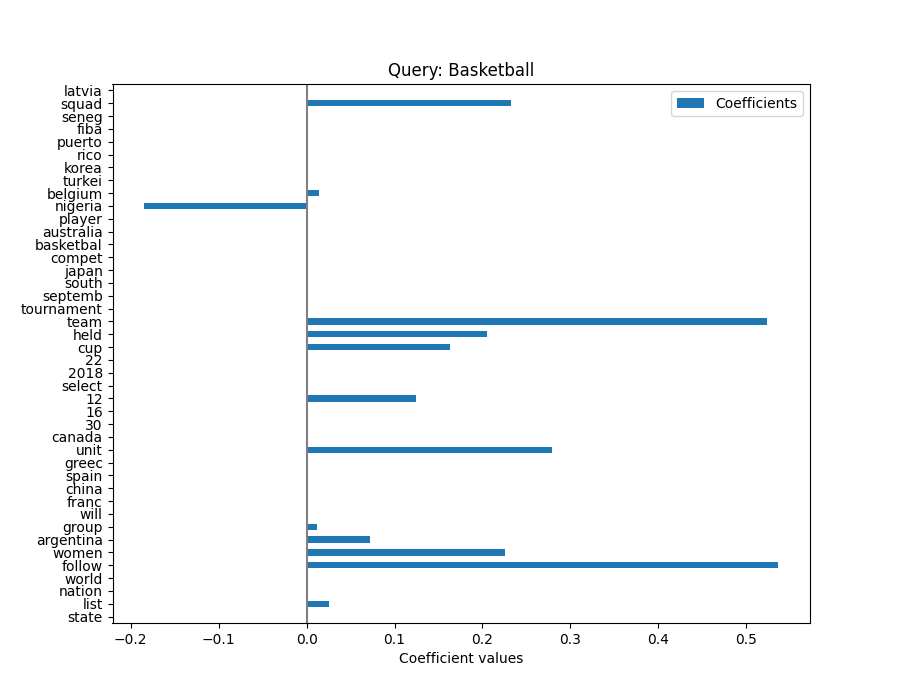 Query: Basketball
Coefficients
latvia
squad
seneg
fiba
puerto
rico
korea
turkei
belgium
nigeria
player
australia
basketbal
compet
japan
south
septemb
tournament
team
held
cup
22
2018
select
12
16
30
canada
unit
greec
spain
china
franc
will
group
argentina
women
follow
world
nation
list
state
−0.2 −0.1 0.0 0.1 0.2 0.3 0.4 0.5
Coefficient values